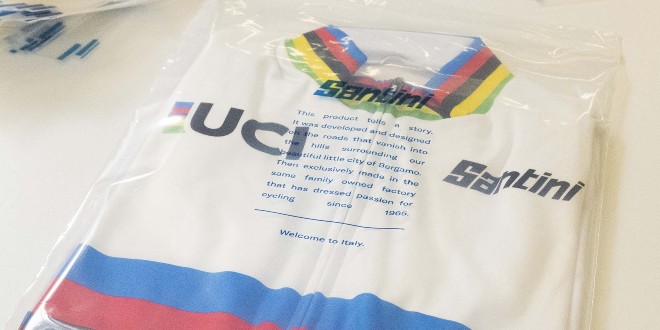 Santini
UCI
Santini
This product tells a story.
It was developed and designed
on the roads that vanish into
the hills surrounding our
beautiful little city of Bergamo.
Then exclusively made in the
same family owned factory
that has dressed passion for
cycling since 1965.
Welcome to Italy.